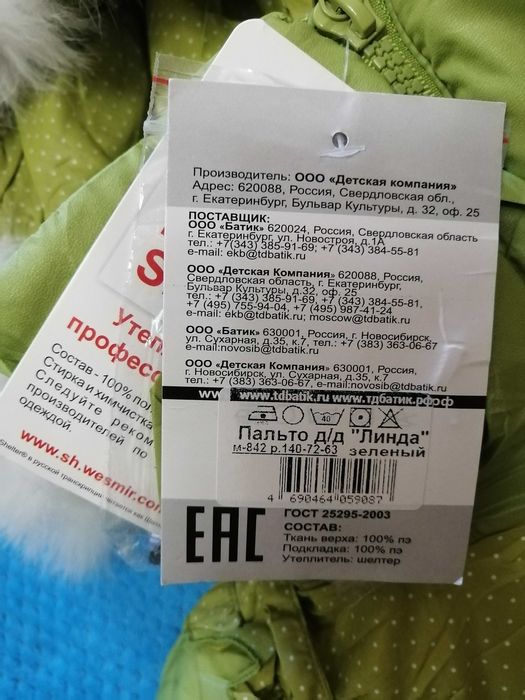 Производитель: ООО «Детская компания»
Адрес: 620088, Россия, Свердловская обл.,
г. Екатеринбург, Бульвар Культуры, д. 32, оф. 25
ПОСТАВЩИК:
ООО «Батик» 620024, Россия, Свердловская область
г. Екатеринбург, ул. Новостроя, д.1А
тел.: +7(343) 385-91-69; +7 (343) 384-55-81
e-mail: ekb@tdbatik.ru
ООО «Детская Компания» 620088, Россия,
Свердловская область, г. Екатеринбург,
Бульвар Культуры, д.32, оф. 25
тел.: +7 (343) 385-91-69; +7 (343) 384-55-81,
+7 (495) 755-94-04, +7 (495) 987-41-24
e-mail: ekb@tdbatik.ru; moscow@tdbatik.ru
ООО «Батик» 630001, Россия, г. Новосибирск,
ул. Сухарная, д.35, к.7, тел.: +7 (383) 363-06-67
e-mail:novosib@tdbatik.ru
ООО «Детская Компания» 630001, Россия,
г. Новосибирск, ул. Сухарная, д. 35, к.7
тел.: +7 (383) 363-06-67, e-mail:novosib@tdbatik.ru
www.tdbatik.ru www.тдбатик.рф
40
Пальто д/д "Линда"
м-842 р.140-72-63 зеленый
4 690464 059087
EAC
ГОСТ 25295-2003
СОСТАВ:
Ткань верха: 100% пэ
Подкладка: 100% пэ
Утеплитель: шелтер
S
Состав - 100% пол
Стирка и химчистка
Следуйте реком
производителей по
одеждой.
www.sh.wesmir.com
Shelter® в русской транскрипции читается как